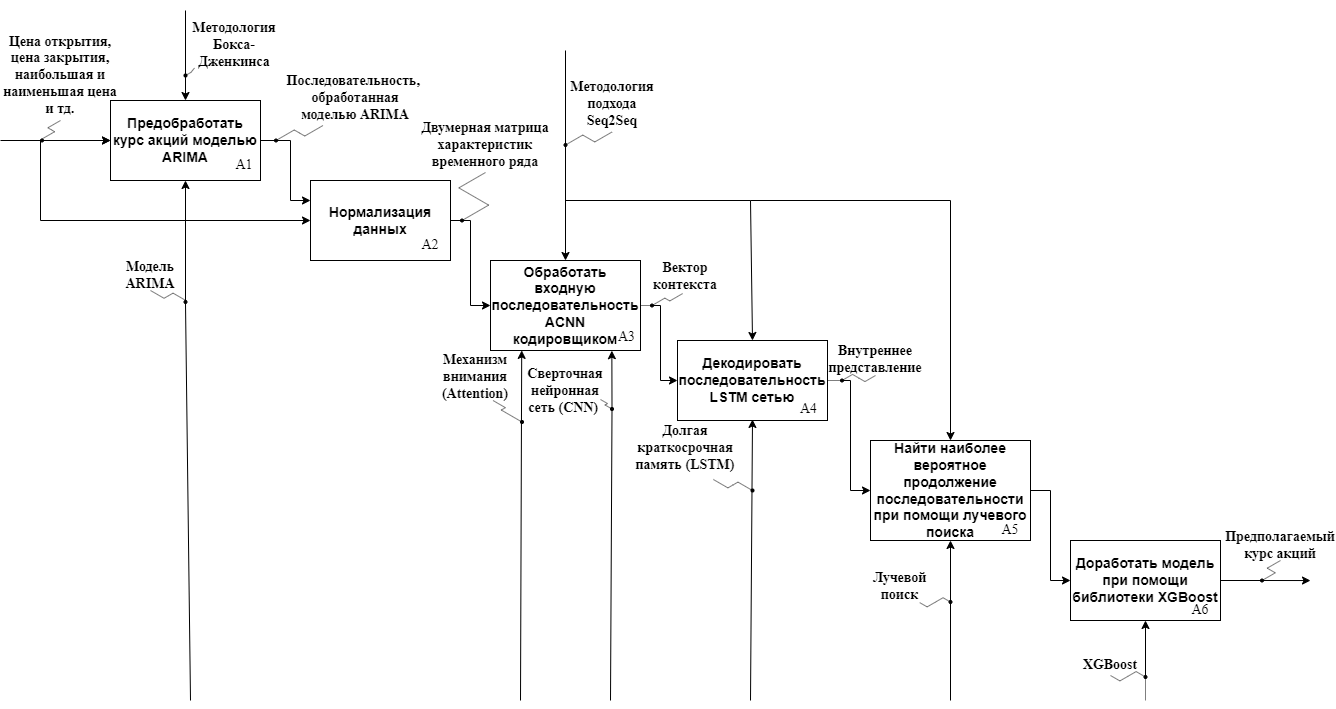 Методология
Бокса-
Дженкинса
Цена открытия,
цена закрытия,
наибольшая и
наименьшая цена
и тд.
Последовательность,
обработанная
моделью ARIMA
Методология
подхода
Seq2Seq
Предобработать
курс акций моделью
ARIMA
A1
Двумерная матрица
характеристик
временного ряда
Нормализация
данных
A2
Модель
ARIMA
Обработать
входную
последовательность
ACNN
кодировщиком
A3
Вектор
контекста
Механизм
внимания
(Attention)
Сверточная
нейронная
сеть (CNN)
Декодировать
последовательность
LSTM сетью
A4
Внутреннее
представление
Долгая
краткосрочная
память (LSTM)
Найти наиболее
вероятное
продолжение
последовательности
при помощи лучевого
поиска
A5
Лучевой
поиск
Доработать модель
при помощи
библиотеки XGBoost
A6
Предполагаемый
курс акций
XGBoost